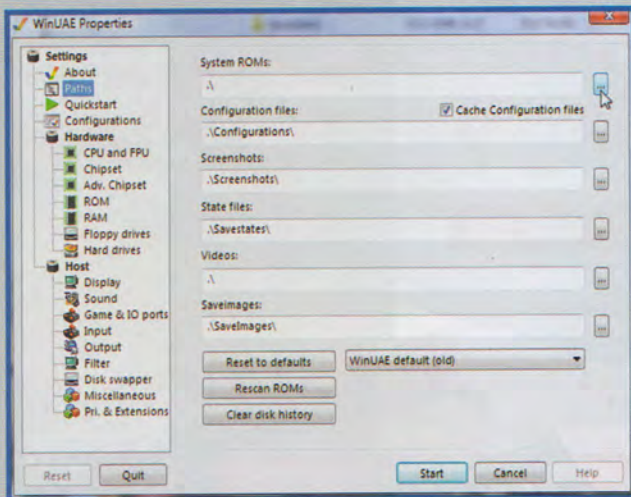 WinUAE Properties
Settings
About
Paths
Quickstart
Configurations
Hardware
CPU and FPU
Chipset
Adv. Chipset
ROM
RAM
Floppy drives
Hard drives
Host
Display
Sound
Game & IO ports
Input
Output
Filter
Disk swapper
Miscellaneous
Pri. & Extensions
System ROMs:
.\
...
Configuration files:
Cache Configuration files
.\Configurations\
...
Screenshots:
.\Screenshots\
...
State files:
.\Savestates\
...
Videos:
.\
...
SaveImages:
.\SaveImages\
...
Reset to defaults
WinUAE default (old)
Rescan ROMs
Clear disk history
Reset
Quit
Start
Cancel
Help